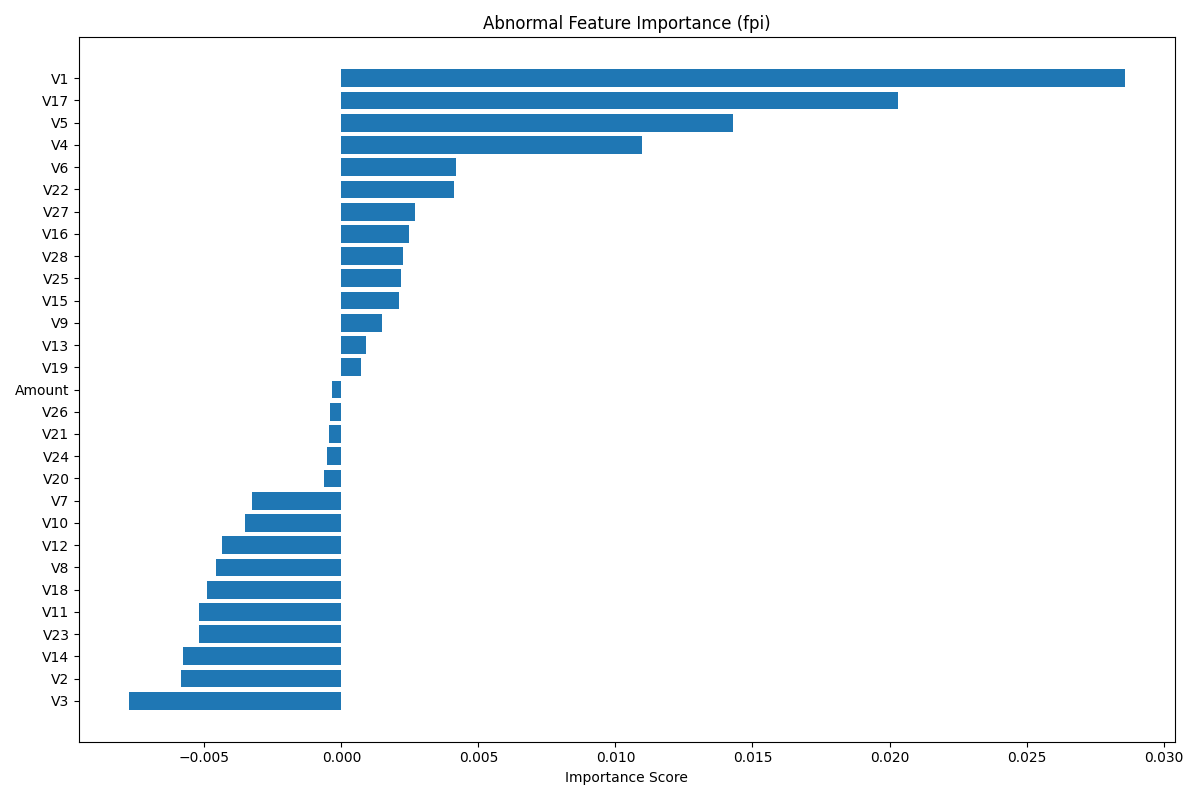 Abnormal Feature Importance (fpi)
V1
V17
V5
V4
V6
V22
V27
V16
V28
V25
V15
V9
V13
V19
Amount
V26
V21
V24
V20
V7
V10
V12
V8
V18
V11
V23
V14
V2
V3
−0.005 0.000 0.005 0.010 0.015 0.020 0.025 0.030
Importance Score